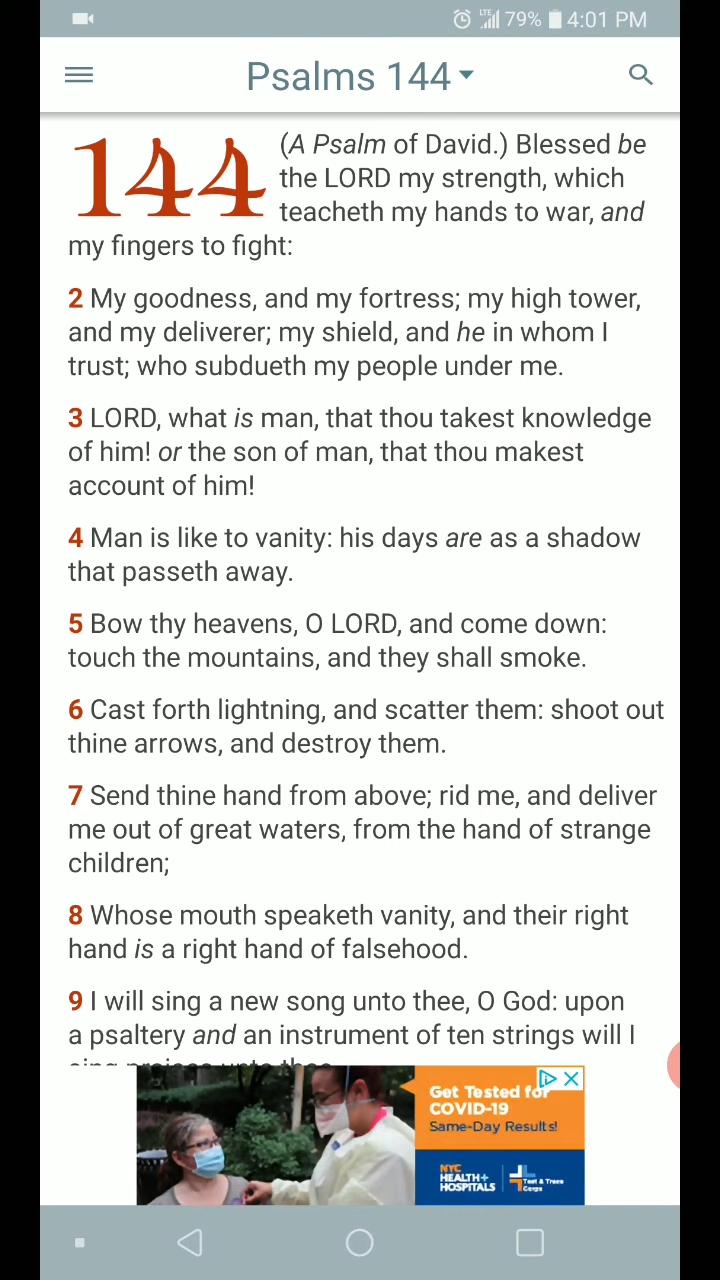 LTE 79% 4:01 PM
Psalms 144
144 (A Psalm of David.) Blessed be
the LORD my strength, which
teacheth my hands to war, and
my fingers to fight:
2 My goodness, and my fortress; my high tower,
and my deliverer; my shield, and he in whom I
trust; who subdueth my people under me.
3 LORD, what is man, that thou takest knowledge
of him! or the son of man, that thou makest
account of him!
4 Man is like to vanity: his days are as a shadow
that passeth away.
5 Bow thy heavens, O LORD, and come down:
touch the mountains, and they shall smoke.
6 Cast forth lightning, and scatter them: shoot out
thine arrows, and destroy them.
7 Send thine hand from above; rid me, and deliver
me out of great waters, from the hand of strange
children;
8 Whose mouth speaketh vanity, and their right
hand is a right hand of falsehood.
9 I will sing a new song unto thee, O God: upon
a psaltery and an instrument of ten strings will I
Get Tested for
COVID-19
Same-Day Results!
NYC
HEALTH+
HOSPITALS
Test & Trace
Corps